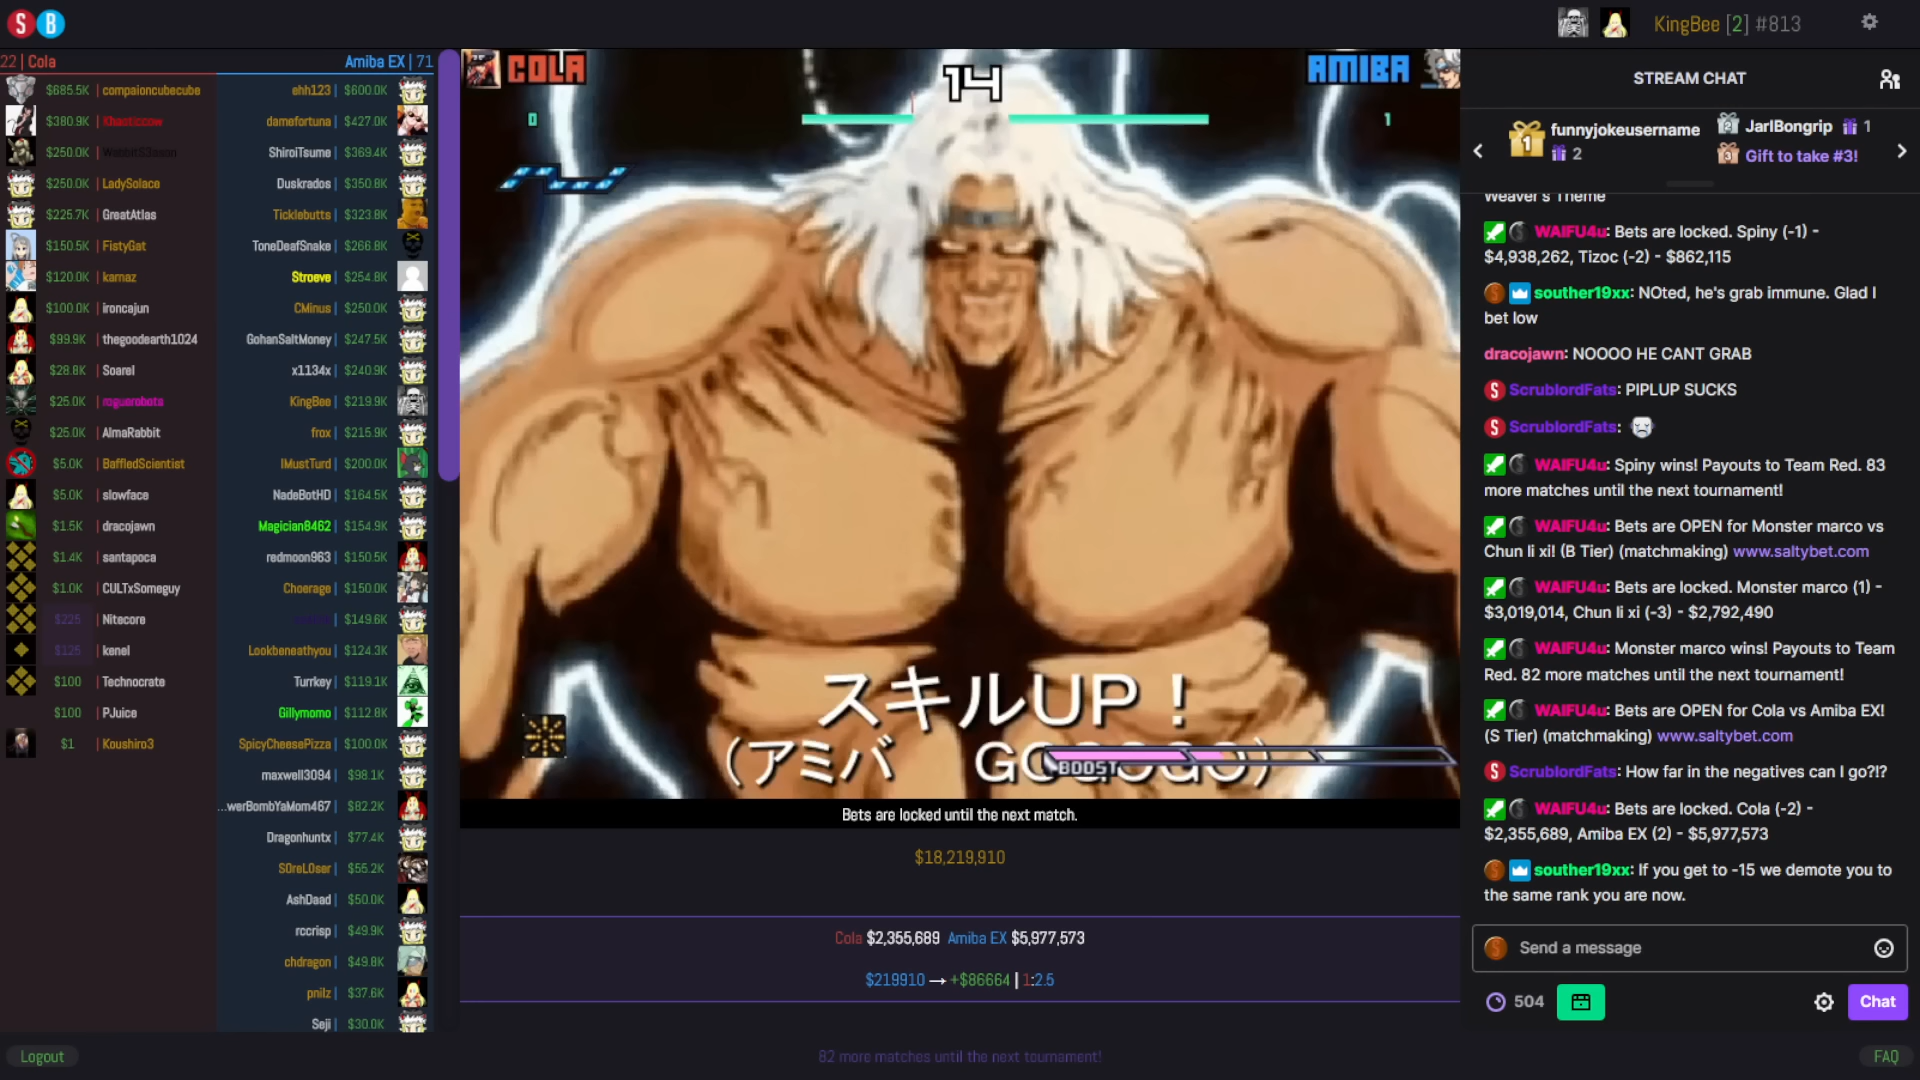 S B
KingBee [2] #813
22 | Cola
Amiba EX | 71
$685.5K | compaioncubecube
$380.9K | Khaoticcow
$250.0K
$250.0K | LadySolace
$225.7K | GreatAtlas
$150.5K | FistyGat
$120.0K | karnaz
$100.0K | ironcajun
$99.9K | thegoodearth1024
$28.8K | Soarel
$25.0K | roguerobots
$25.0K | AlmaRabbit
$5.0K | BaffledScientist
$5.0K | slowface
$1.5K | dracojawn
$1.4K | santapoca
$1.0K | CULTxSomeguy
$225 | Nitecore
$125 | kenel
$100 | Technocrate
$100 | PJuice
$1 | Koushiro3
ehh123 | $600.0K
damefortuna | $427.0K
ShiroiTsume | $369.4K
Duskrados | $350.8K
Ticklebutts | $323.8K
ToneDeafSnake | $266.8K
Stroeve | $254.8K
CMinus | $250.0K
GohanSaltMoney | $247.5K
x1134x | $240.9K
KingBee | $219.9K
frox | $215.9K
IMustTurd | $200.0K
NadeBotHD | $164.5K
Magician8462 | $154.9K
redmoon963 | $150.5K
Choerage | $150.0K
| $149.6K
Lookbeneathyou | $124.3K
Turrkey | $119.1K
Gillymomo | $112.8K
SpicyCheesePizza | $100.0K
maxwell3094 | $98.1K
...werBombYaMom467 | $82.2K
Dragonhuntx | $77.4K
S0reL0ser | $55.2K
AshDaad | $50.0K
rccrisp | $49.9K
chdragon | $49.8K
pnilz | $37.6K
Seji | $30.0K
COLA
14
AMIBA
0
1
スキルUP！
(アミバ GOGOGO)
BOOST
Bets are locked until the next match.
$18,219,910
Cola $2,355,689 Amiba EX $5,977,573
$219910 → +$86664 | 1:2.5
82 more matches until the next tournament!
Logout
FAQ
STREAM CHAT
1 funnyjokeusername
2
2 JarlBongrip 1
3 Gift to take #3!
Weaver's Theme
WAIFU4u: Bets are locked. Spiny (-1) -
$4,938,262, Tizoc (-2) - $862,115
souther19xx: NOted, he's grab immune. Glad I
bet low
dracojawn: NOOOO HE CANT GRAB
ScrublordFats: PIPLUP SUCKS
ScrublordFats:
WAIFU4u: Spiny wins! Payouts to Team Red. 83
more matches until the next tournament!
WAIFU4u: Bets are OPEN for Monster marco vs
Chun li xi! (B Tier) (matchmaking) www.saltybet.com
WAIFU4u: Bets are locked. Monster marco (1) -
$3,019,014, Chun li xi (-3) - $2,792,490
WAIFU4u: Monster marco wins! Payouts to Team
Red. 82 more matches until the next tournament!
WAIFU4u: Bets are OPEN for Cola vs Amiba EX!
(S Tier) (matchmaking) www.saltybet.com
ScrublordFats: How far in the negatives can I go?!?
WAIFU4u: Bets are locked. Cola (-2) -
$2,355,689, Amiba EX (2) - $5,977,573
souther19xx: If you get to -15 we demote you to
the same rank you are now.
Send a message
504
Chat